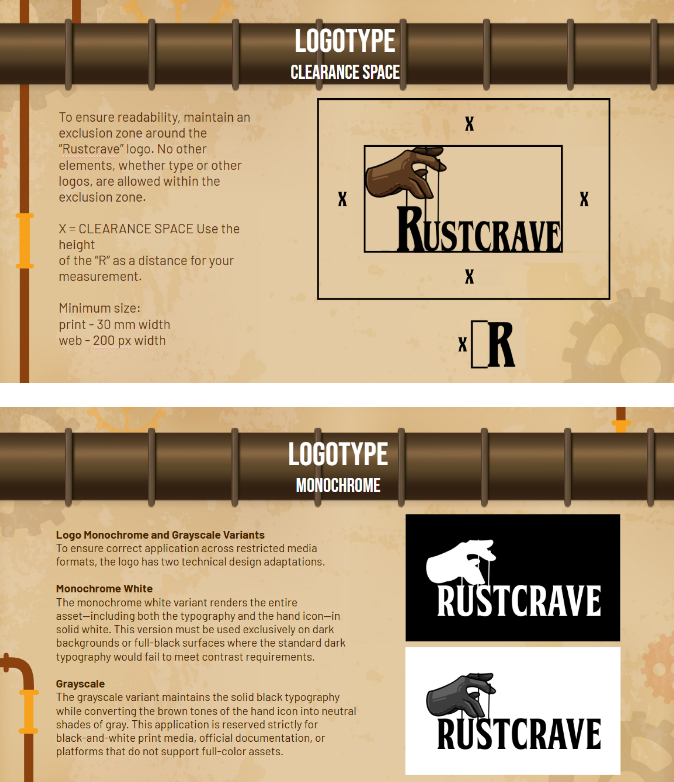 LOGOTYPE
CLEARANCE SPACE
To ensure readability, maintain an
exclusion zone around the
“Rustcrave” logo. No other
elements, whether type or other
logos, are allowed within the
exclusion zone.
X = CLEARANCE SPACE Use the
height
of the “R” as a distance for your
measurement.
Minimum size:
print - 30 mm width
web - 200 px width
X
X
RUSTCRAVE
X
X
X
R
LOGOTYPE
MONOCHROME
Logo Monochrome and Grayscale Variants
To ensure correct application across restricted media
formats, the logo has two technical design adaptations.
Monochrome White
The monochrome white variant renders the entire
asset—including both the typography and the hand icon—in
solid white. This version must be used exclusively on dark
backgrounds or full-black surfaces where the standard dark
typography would fail to meet contrast requirements.
Grayscale
The grayscale variant maintains the solid black typography
while converting the brown tones of the hand icon into neutral
shades of gray. This application is reserved strictly for
black-and-white print media, official documentation, or
platforms that do not support full-color assets.
RUSTCRAVE
RUSTCRAVE